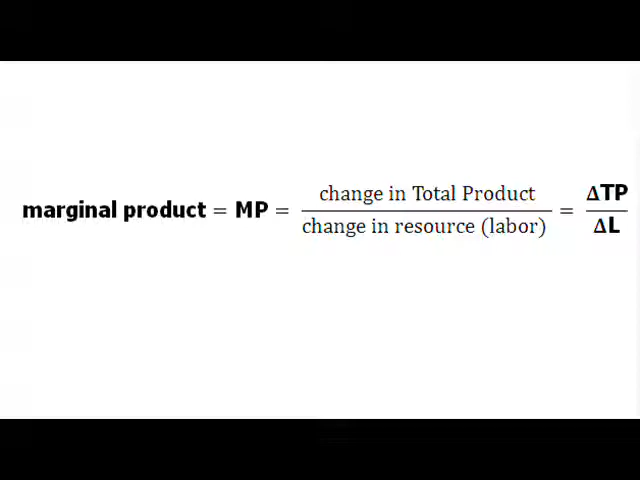 marginal product = MP = change in Total Product / change in resource (labor) = ΔTP / ΔL